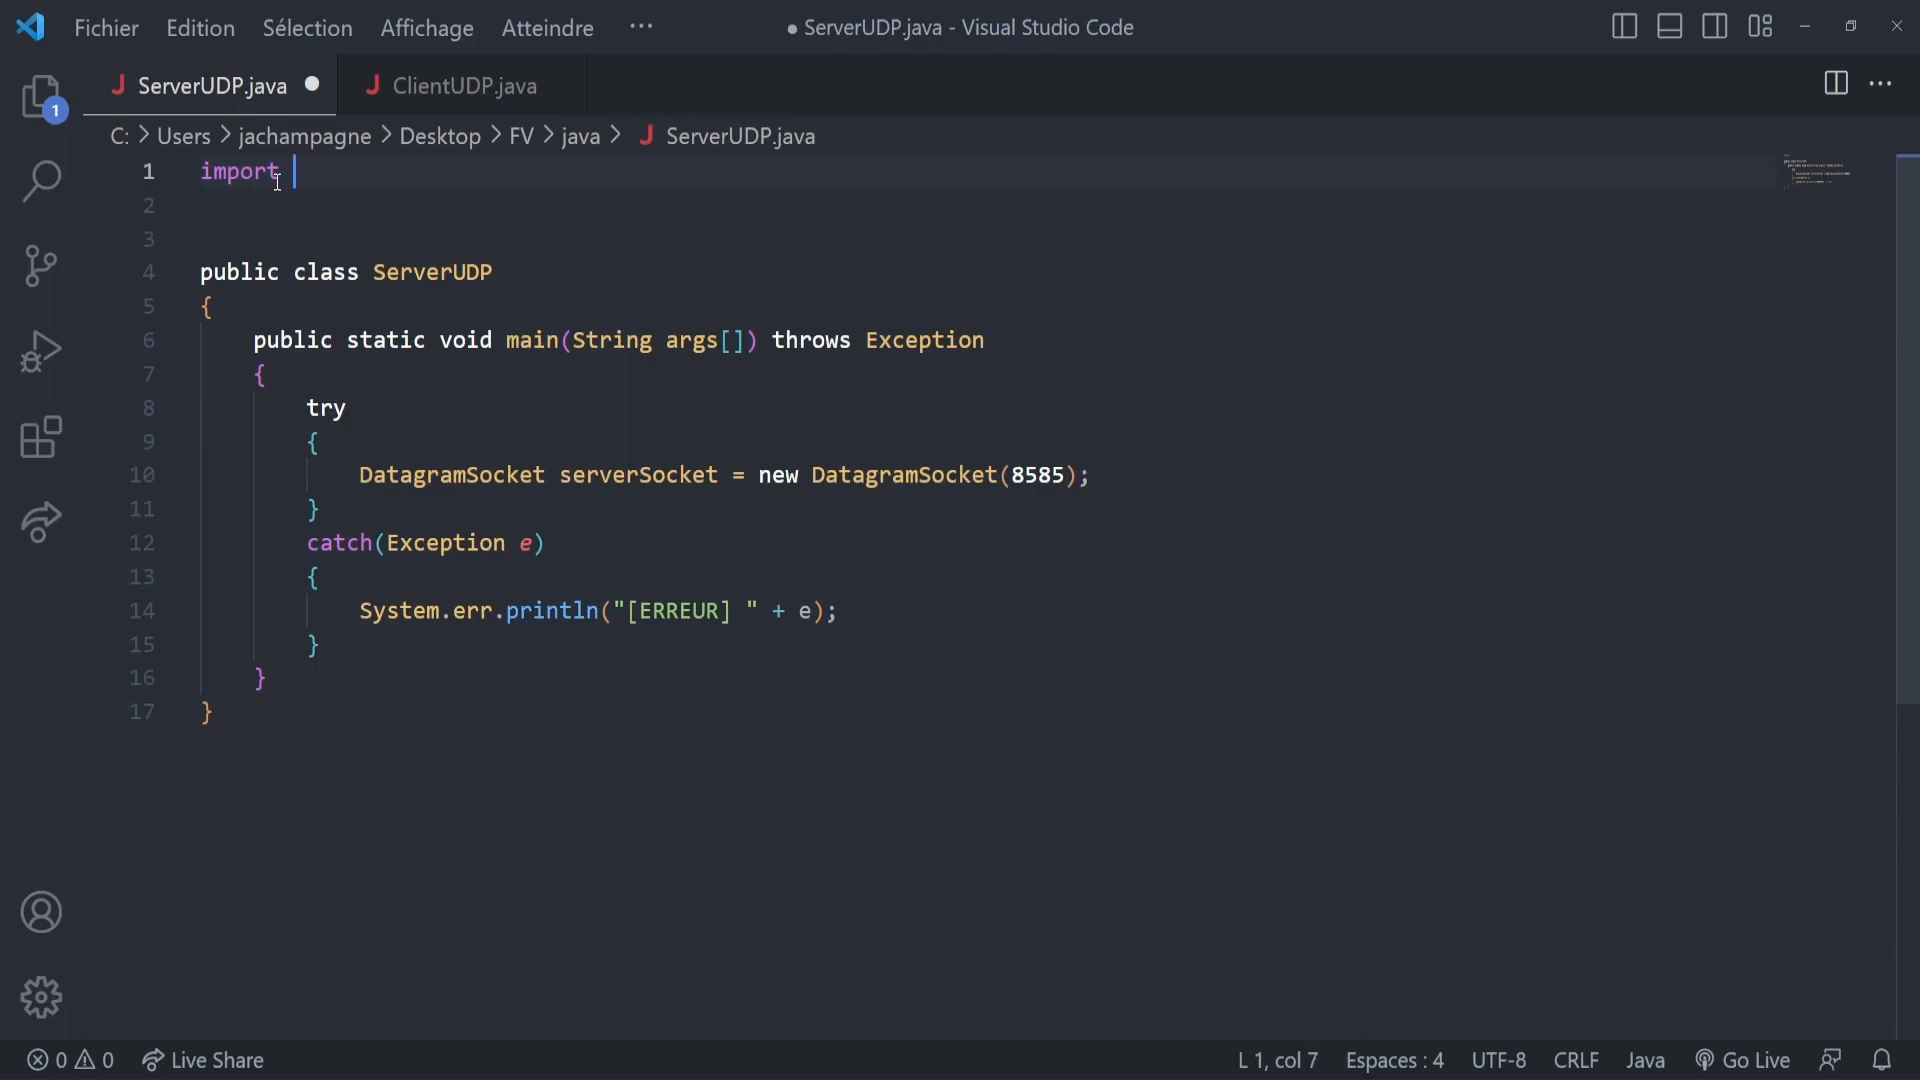 Fichier Edition Sélection Affichage Atteindre ··· ● ServerUDP.java - Visual Studio Code
J ServerUDP.java ● J ClientUDP.java ···
1
C: > Users > jachampagne > Desktop > FV > java > J ServerUDP.java
1 import
2
3
4 public class ServerUDP
5 {
6 public static void main(String args[]) throws Exception
7 {
8 try
9 {
10 DatagramSocket serverSocket = new DatagramSocket(8585);
11 }
12 catch(Exception e)
13 {
14 System.err.println("[ERREUR] " + e);
15 }
16 }
17 }
0 0 Live Share L 1, col 7 Espaces : 4 UTF-8 CRLF Java Go Live